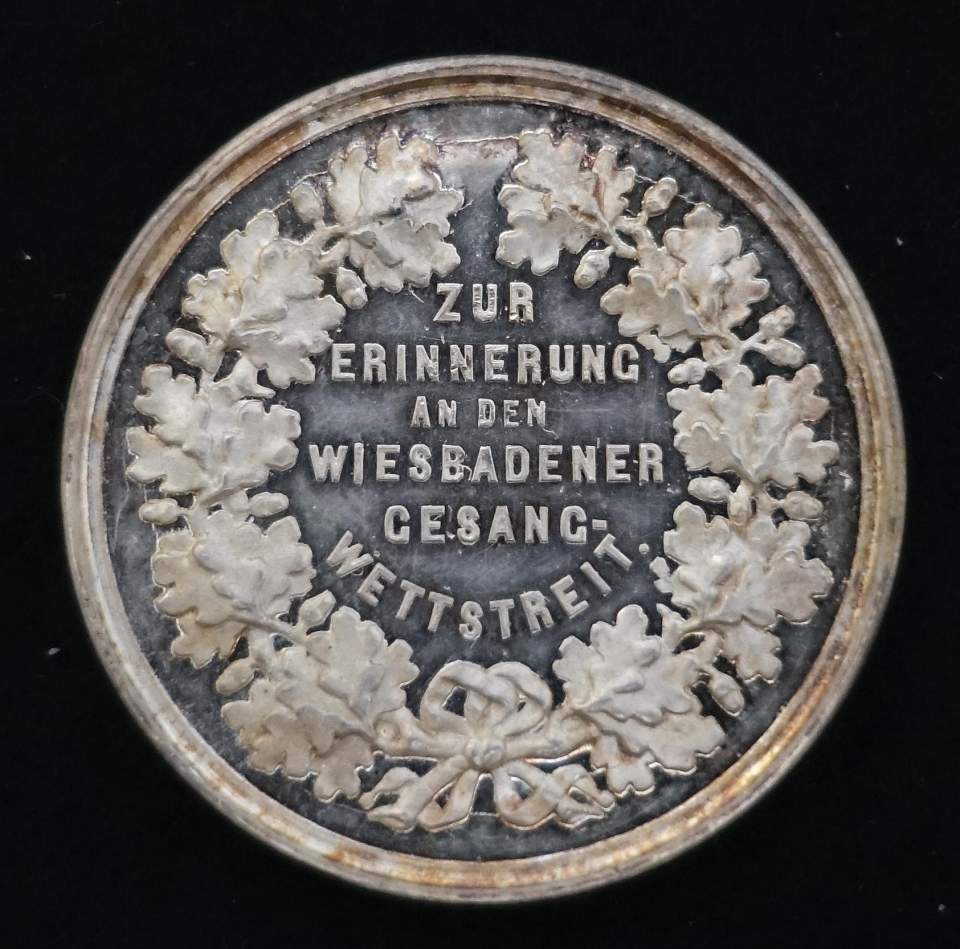 ZUR
ERINNERUNG
AN DEN
WIESBADENER
GESANG-
WETTSTREIT.